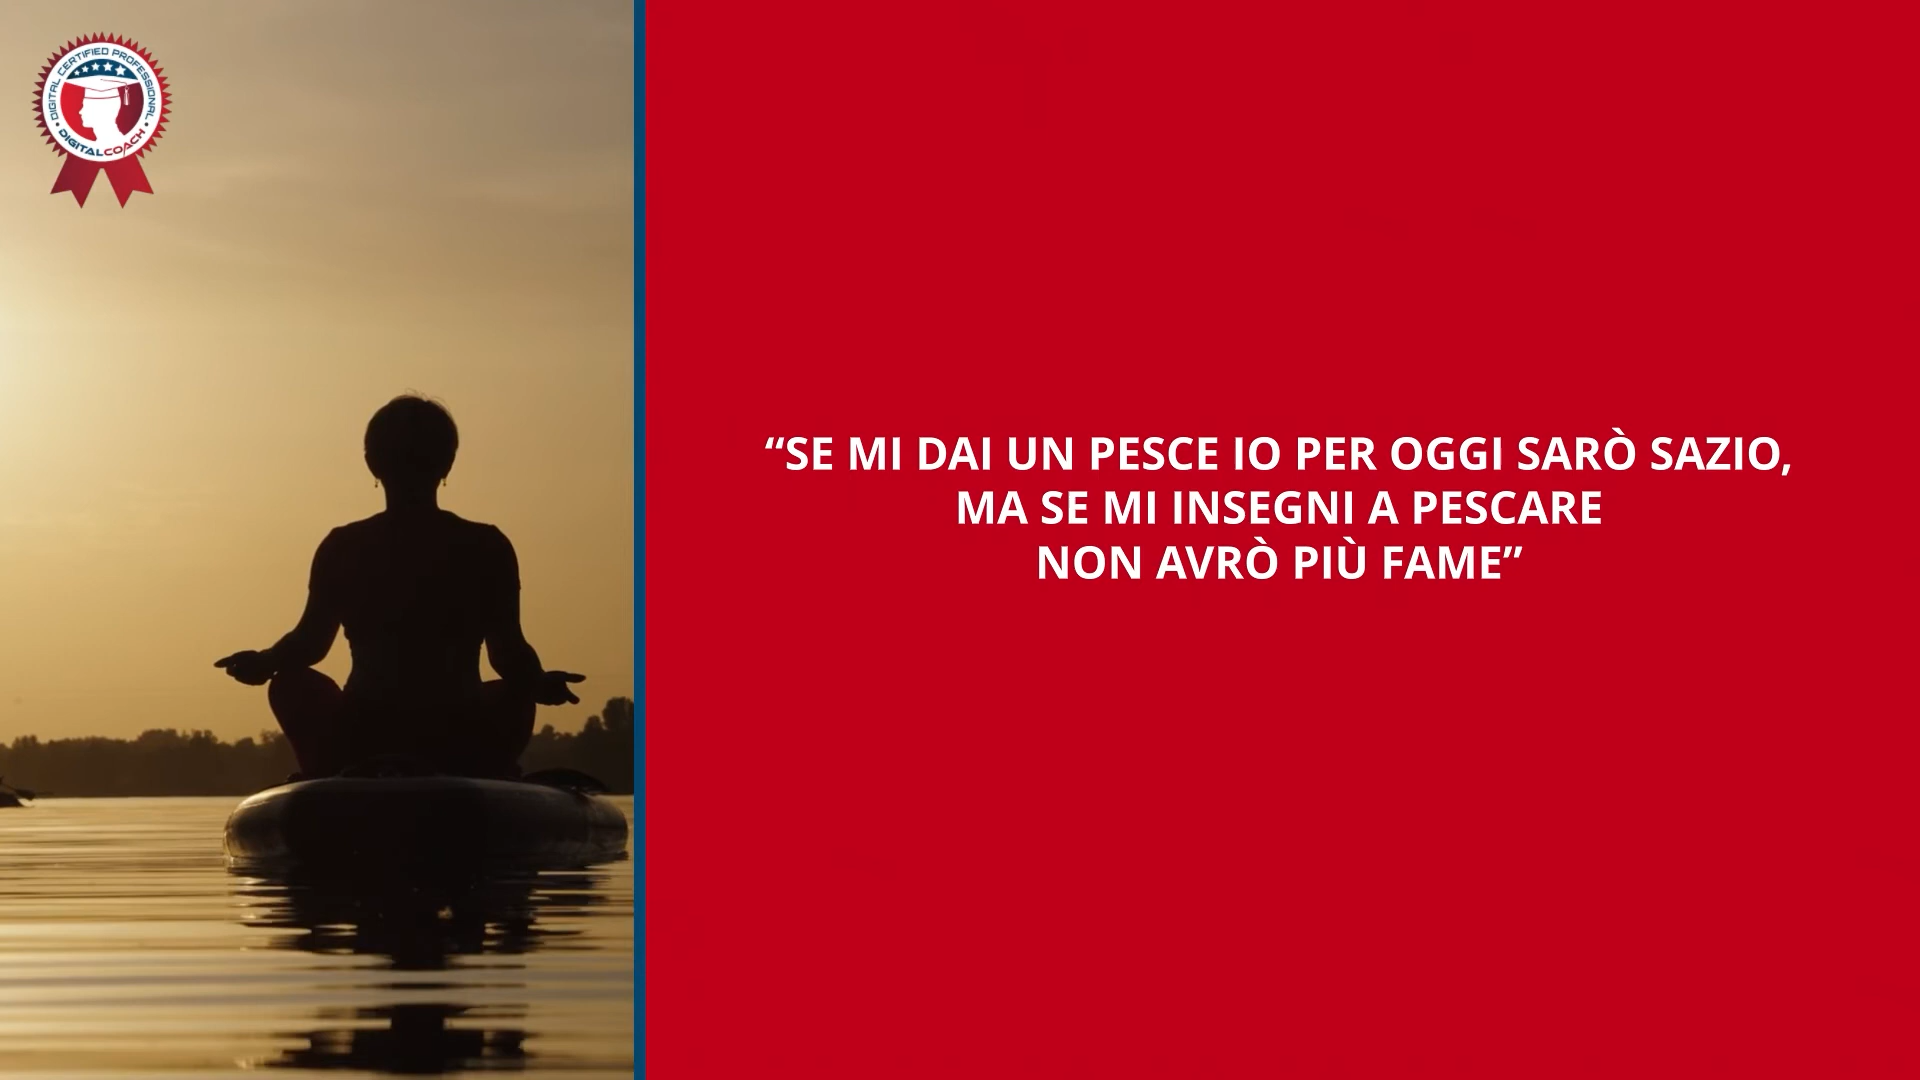 DIGITAL CERTIFIED PROFESSIONAL
DIGITALCOACH
“SE MI DAI UN PESCE IO PER OGGI SARÒ SAZIO,
MA SE MI INSEGNI A PESCARE
NON AVRÒ PIÙ FAME”